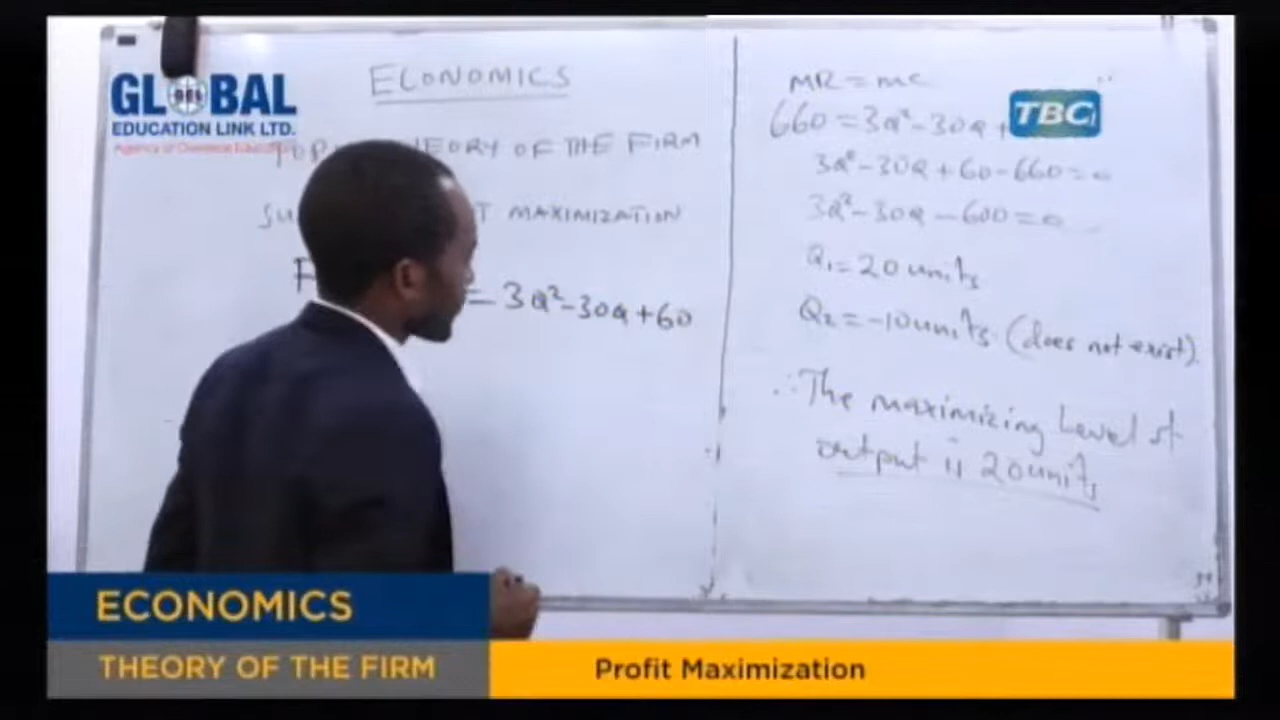 GLOBAL
EDUCATION LINK LTD.
ECONOMICS
THEORY OF THE FIRM
MAXIMIZATION
= 3Q²-30Q+60
MR = MC
660 = 3Q²-30Q+
TBC1
3Q²-30Q+60-660=0
3Q²-30Q-600=0
Q₁=20 units
Q₂ = -10 units. (does not exist).
∴ The maximizing Level of
output is 20 units
ECONOMICS
THEORY OF THE FIRM
Profit Maximization